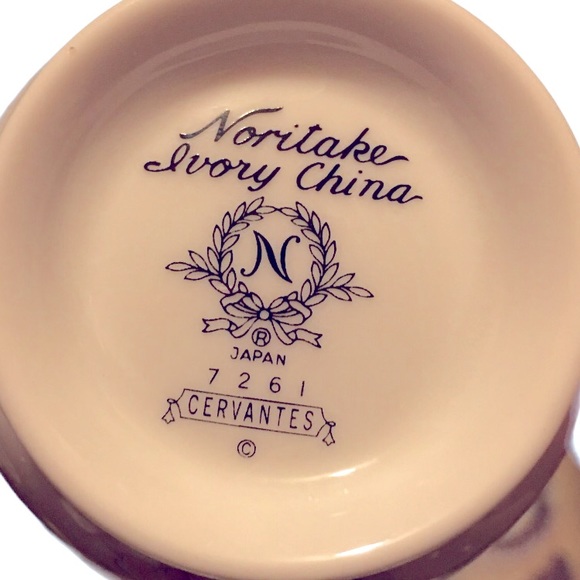 Noritake
Ivory China
N
®
JAPAN
7261
CERVANTES
©